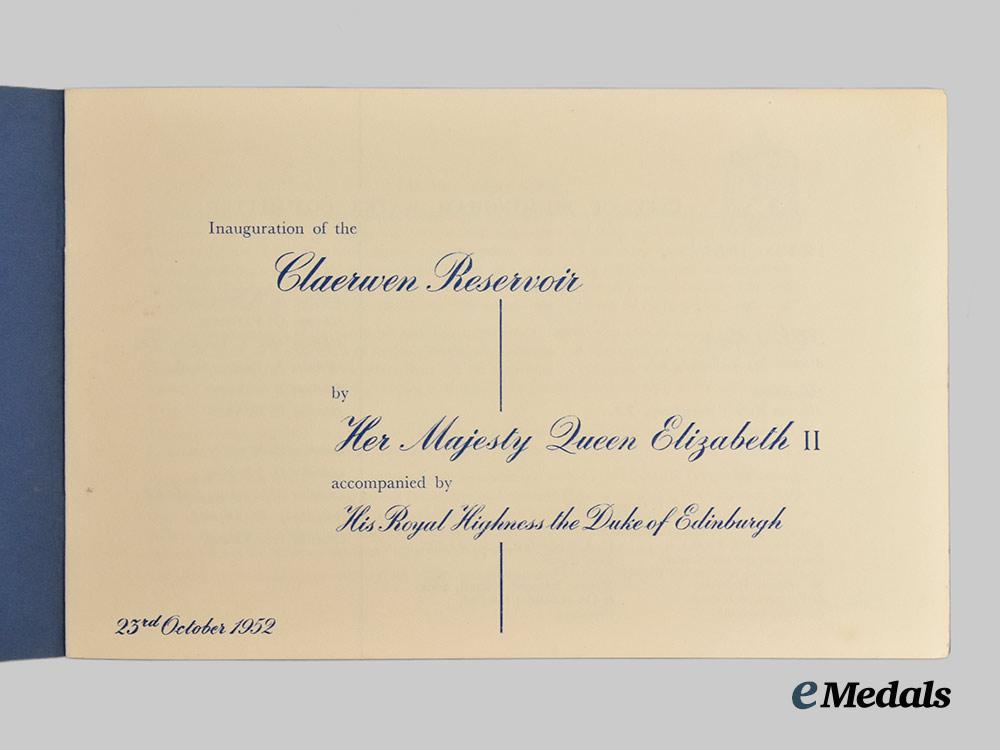 Inauguration of the
Claerwen Reservoir
by
Her Majesty Queen Elizabeth II
accompanied by
His Royal Highness the Duke of Edinburgh
23rd October 1952
eMedals